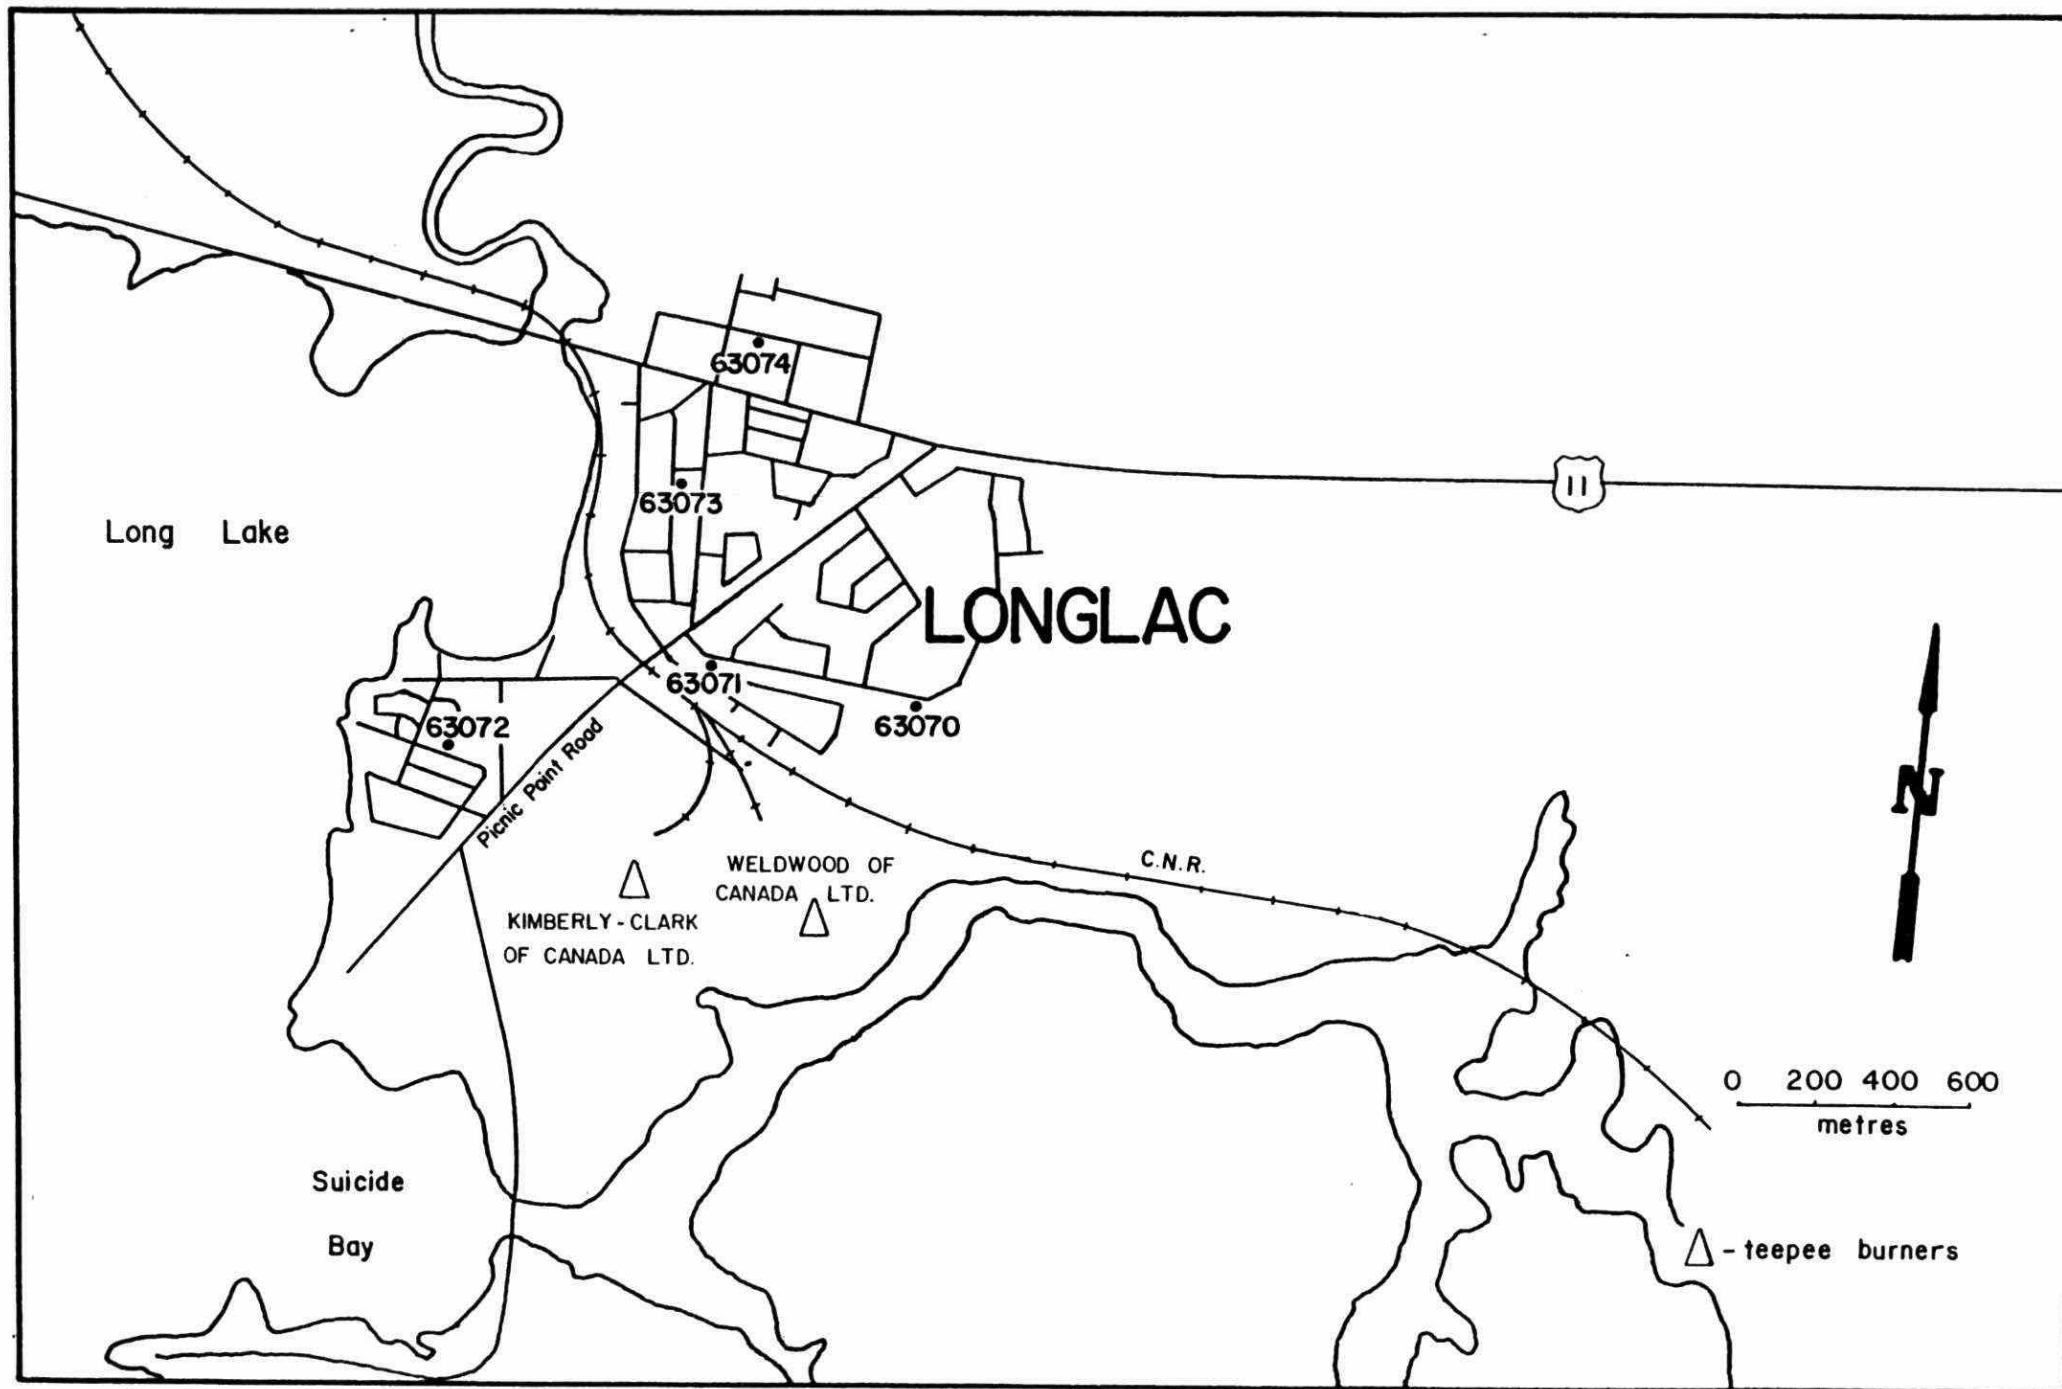 63074
11
63073
Long Lake
LONGLAC
63071
63070
63072
Picnic Point Road
N
WELDWOOD OF
CANADA LTD.
C.N.R.
KIMBERLY-CLARK
OF CANADA LTD.
0 200 400 600
metres
Suicide
Bay
- teepee burners